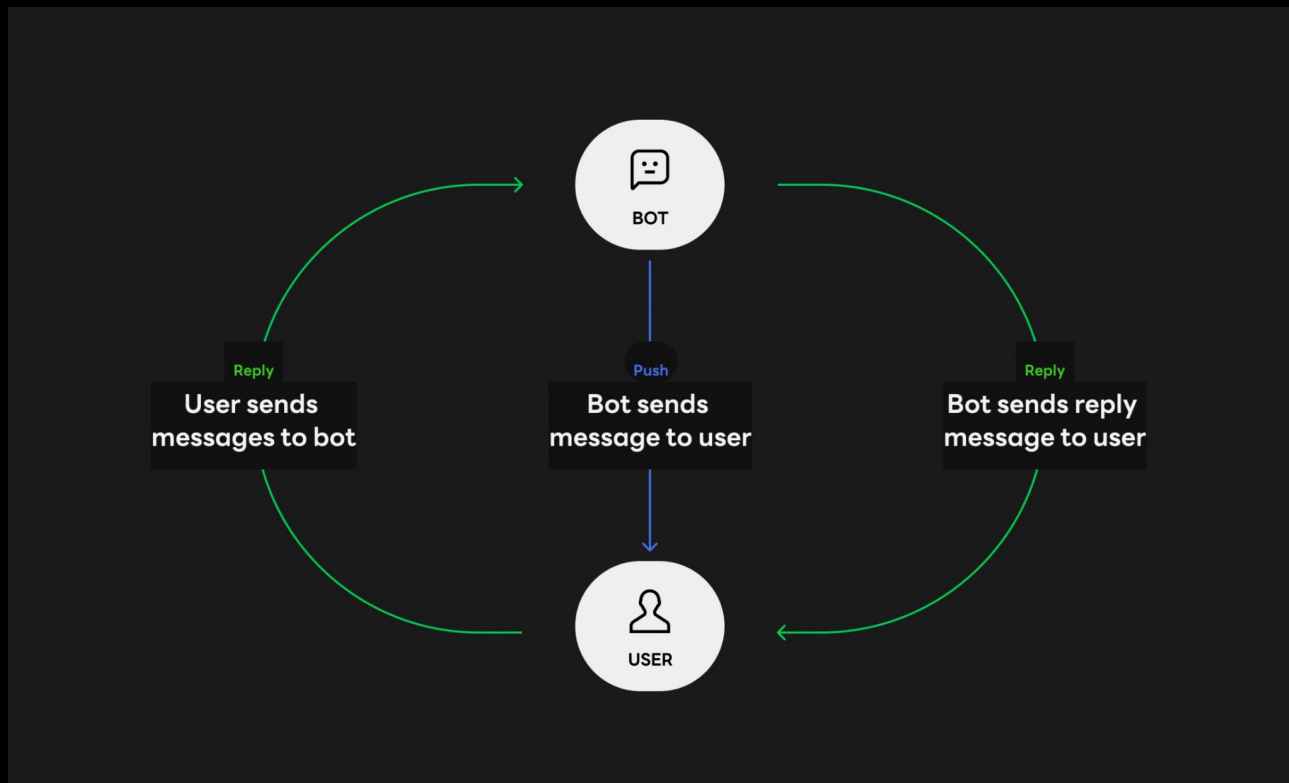 BOT
Reply
User sends
messages to bot
Push
Bot sends
message to user
Reply
Bot sends reply
message to user
USER